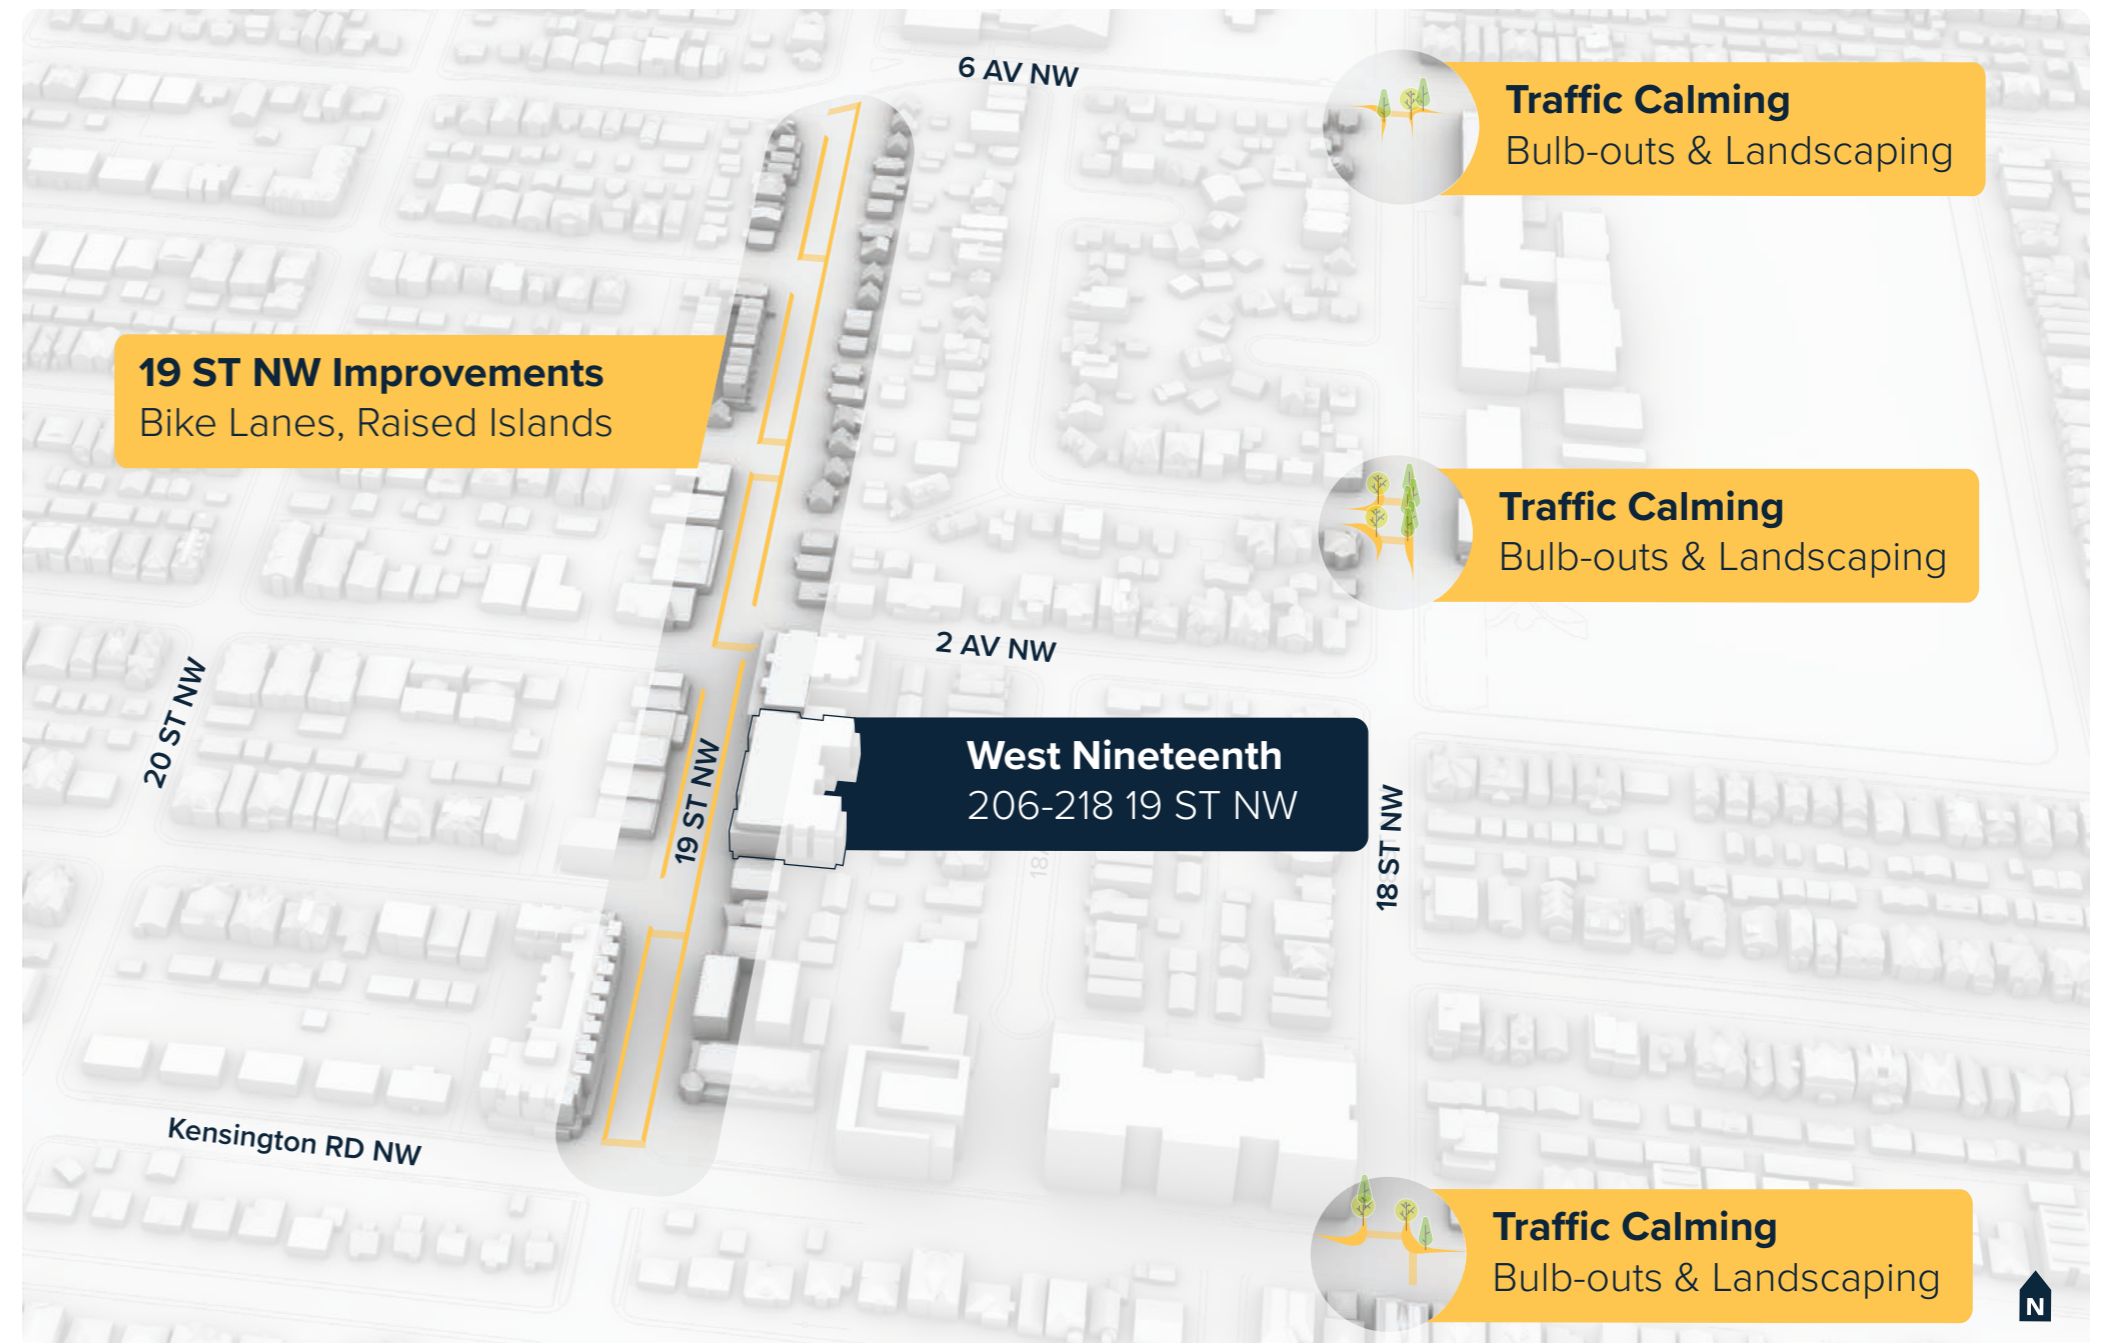 6 AV NW
Traffic Calming
Bulb-outs & Landscaping
19 ST NW Improvements
Bike Lanes, Raised Islands
Traffic Calming
Bulb-outs & Landscaping
2 AV NW
20 ST NW
West Nineteenth
206-218 19 ST NW
19 ST NW
18 ST NW
Kensington RD NW
Traffic Calming
Bulb-outs & Landscaping
N